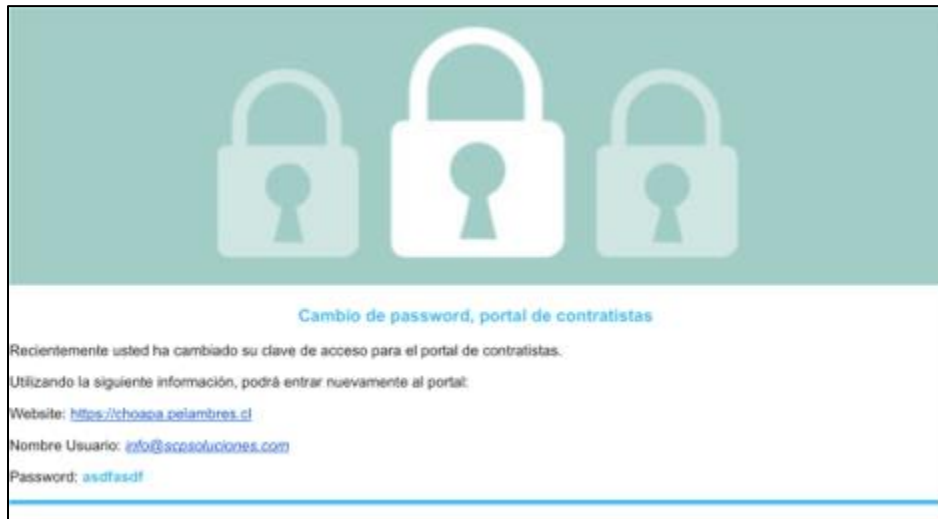 Cambio de password, portal de contratistas
Recientemente usted ha cambiado su clave de acceso para el portal de contratistas.
Utilizando la siguiente información, podrá entrar nuevamente al portal:
Website: https://choapa.pelambres.cl
Nombre Usuario: info@scpsoluciones.com
Password: asdfasdf